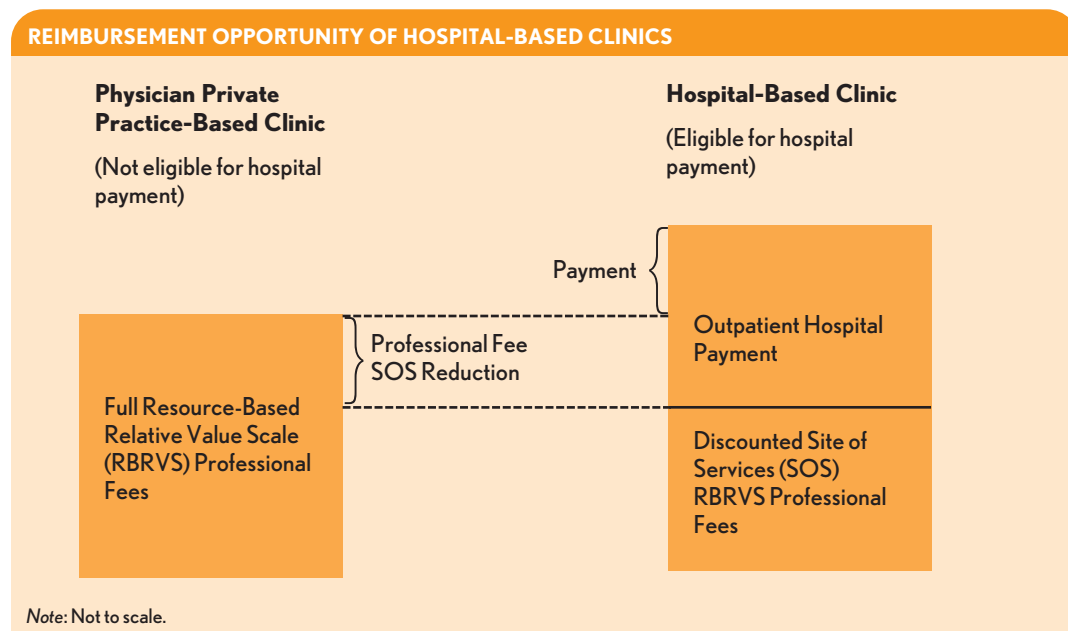 REIMBURSEMENT OPPORTUNITY OF HOSPITAL-BASED CLINICS
Physician Private
Practice-Based Clinic
(Not eligible for hospital
payment)
Hospital-Based Clinic
(Eligible for hospital
payment)
Payment
Professional Fee
SOS Reduction
Full Resource-Based
Relative Value Scale
(RBRVS) Professional
Fees
Outpatient Hospital
Payment
Discounted Site of
Services (SOS)
RBRVS Professional
Fees
Note: Not to scale.